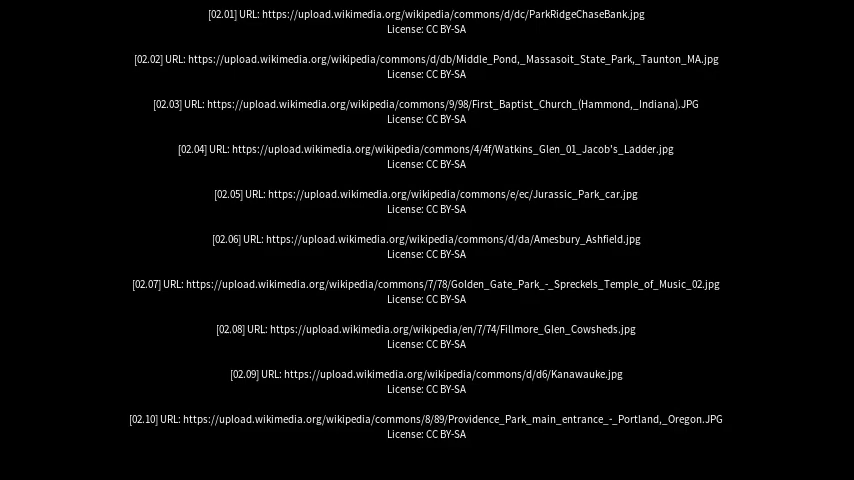 [02.01] URL: https://upload.wikimedia.org/wikipedia/commons/d/dc/ParkRidgeChaseBank.jpg
License: CC BY-SA
[02.02] URL: https://upload.wikimedia.org/wikipedia/commons/d/db/Middle_Pond,_Massasoit_State_Park,_Taunton_MA.jpg
License: CC BY-SA
[02.03] URL: https://upload.wikimedia.org/wikipedia/commons/9/98/First_Baptist_Church_(Hammond,_Indiana).JPG
License: CC BY-SA
[02.04] URL: https://upload.wikimedia.org/wikipedia/commons/4/4f/Watkins_Glen_01_Jacob's_Ladder.jpg
License: CC BY-SA
[02.05] URL: https://upload.wikimedia.org/wikipedia/commons/e/ec/Jurassic_Park_car.jpg
License: CC BY-SA
[02.06] URL: https://upload.wikimedia.org/wikipedia/commons/d/da/Amesbury_Ashfield.jpg
License: CC BY-SA
[02.07] URL: https://upload.wikimedia.org/wikipedia/commons/7/78/Golden_Gate_Park_-_Spreckels_Temple_of_Music_02.jpg
License: CC BY-SA
[02.08] URL: https://upload.wikimedia.org/wikipedia/en/7/74/Fillmore_Glen_Cowsheds.jpg
License: CC BY-SA
[02.09] URL: https://upload.wikimedia.org/wikipedia/commons/d/d6/Kanawauke.jpg
License: CC BY-SA
[02.10] URL: https://upload.wikimedia.org/wikipedia/commons/8/89/Providence_Park_main_entrance_-_Portland,_Oregon.JPG
License: CC BY-SA